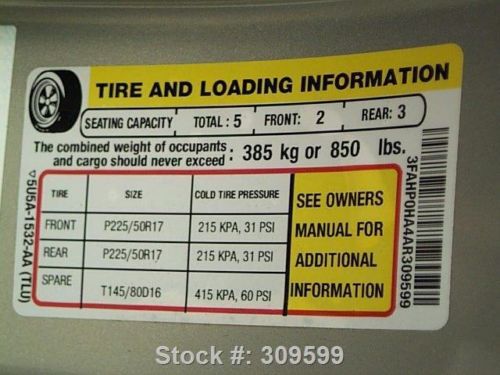 TIRE AND LOADING INFORMATION
SEATING CAPACITY TOTAL : 5 FRONT: 2 REAR: 3
The combined weight of occupants and cargo should never exceed : 385 kg or 850 lbs.
TIRE SIZE COLD TIRE PRESSURE
FRONT P225/50R17 215 KPA, 31 PSI
REAR P225/50R17 215 KPA, 31 PSI
SPARE T145/80D16 415 KPA, 60 PSI
SEE OWNERS
MANUAL FOR
ADDITIONAL
INFORMATION
5U5A-1532-AA (TLU)
3FAHP0HA4AR309599
Stock #: 309599